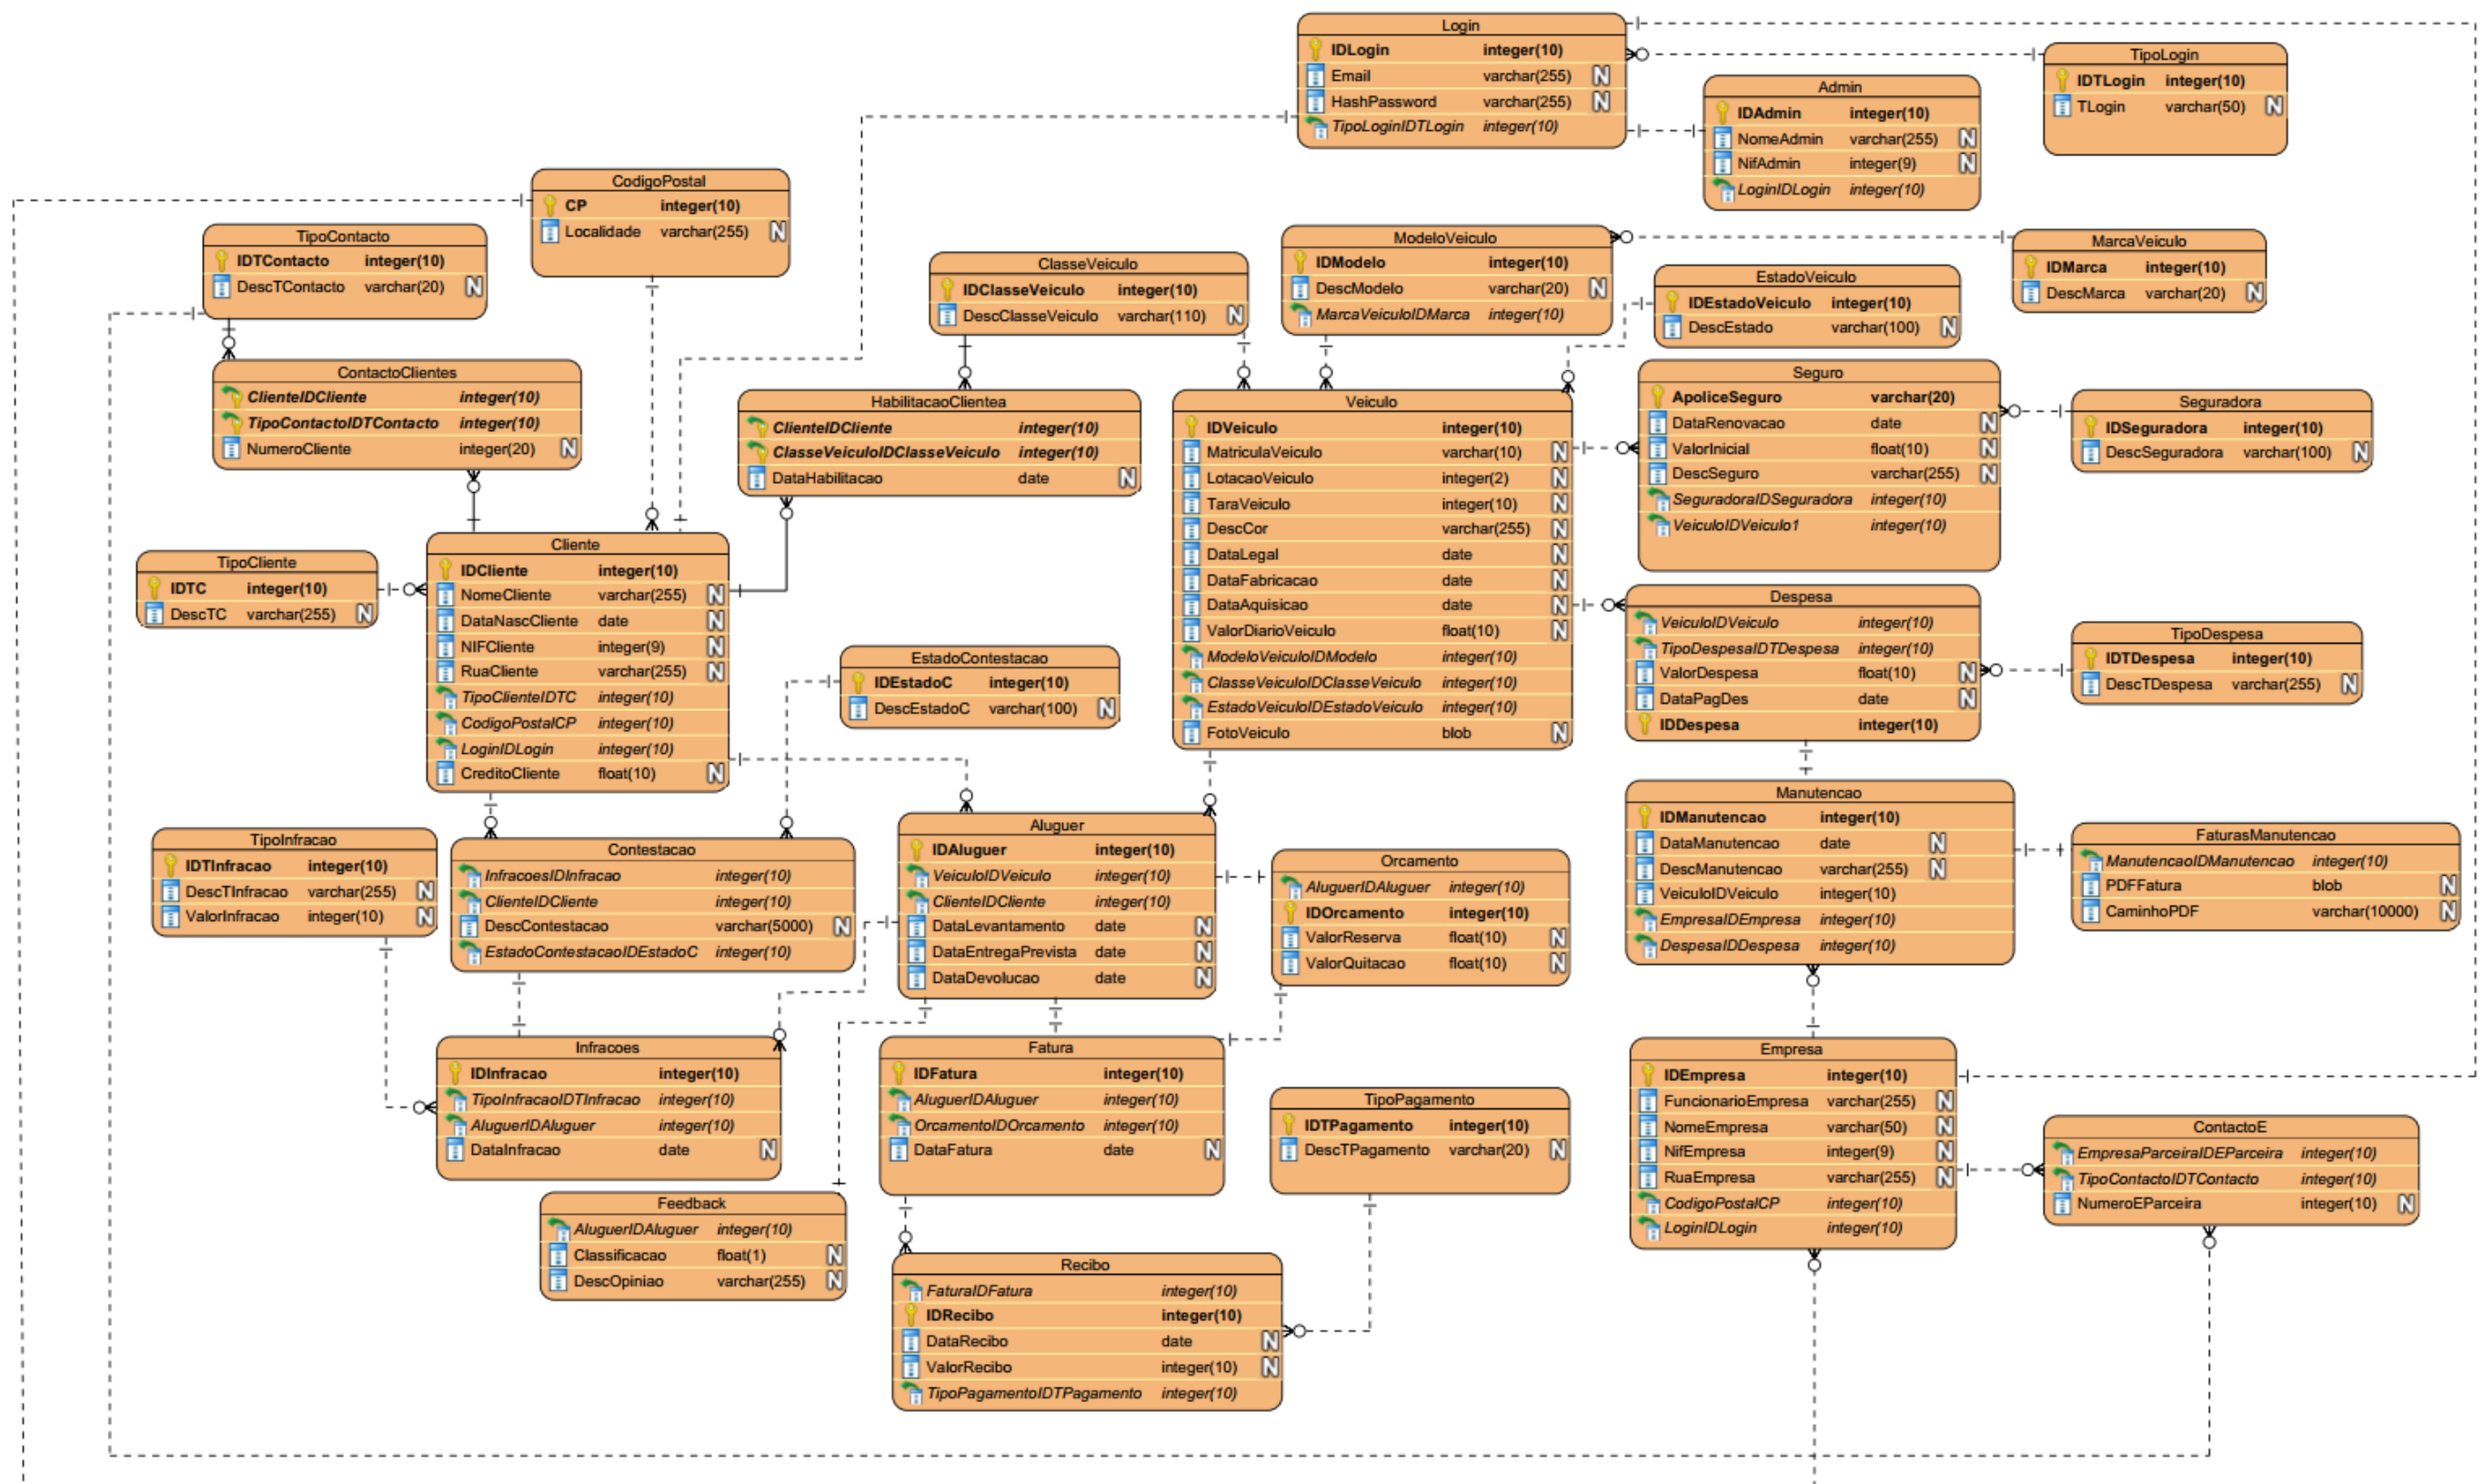 Login
IDLogin integer(10)
Email varchar(255) N
HashPassword varchar(255) N
TipoLoginIDTLogin integer(10)
TipoLogin
IDTLogin integer(10)
TLogin varchar(50) N
Admin
IDAdmin integer(10)
NomeAdmin varchar(255) N
NifAdmin integer(9) N
LoginIDLogin integer(10)
CodigoPostal
CP integer(10)
Localidade varchar(255) N
TipoContacto
IDTContacto integer(10)
DescTContacto varchar(20) N
ClasseVeiculo
IDClasseVeiculo integer(10)
DescClasseVeiculo varchar(110) N
ModeloVeiculo
IDModelo integer(10)
DescModelo varchar(20) N
MarcaVeiculoIDMarca integer(10)
MarcaVeiculo
IDMarca integer(10)
DescMarca varchar(20) N
EstadoVeiculo
IDEstadoVeiculo integer(10)
DescEstado varchar(100) N
ContactoClientes
ClienteIDCliente integer(10)
TipoContactoIDTContacto integer(10)
NumeroCliente integer(20) N
HabilitacaoClientea
ClienteIDCliente integer(10)
ClasseVeiculoIDClasseVeiculo integer(10)
DataHabilitacao date N
Veiculo
IDVeiculo integer(10)
MatriculaVeiculo varchar(10) N
LotacaoVeiculo integer(2) N
TaraVeiculo integer(10) N
DescCor varchar(255) N
DataLegal date N
DataFabricacao date N
DataAquisicao date N
ValorDiarioVeiculo float(10) N
ModeloVeiculoIDModelo integer(10)
ClasseVeiculoIDClasseVeiculo integer(10)
EstadoVeiculoIDEstadoVeiculo integer(10)
FotoVeiculo blob N
Seguro
ApoliceSeguro varchar(20)
DataRenovacao date N
ValorInicial float(10) N
DescSeguro varchar(255) N
SeguradoraIDSeguradora integer(10)
VeiculoIDVeiculo1 integer(10)
Seguradora
IDSeguradora integer(10)
DescSeguradora varchar(100) N
TipoCliente
IDTC integer(10)
DescTC varchar(255) N
Cliente
IDCliente integer(10)
NomeCliente varchar(255) N
DataNascCliente date N
NIFCliente integer(9) N
RuaCliente varchar(255) N
TipoClienteIDTC integer(10)
CodigoPostalCP integer(10)
LoginIDLogin integer(10)
CreditoCliente float(10) N
EstadoContestacao
IDEstadoC integer(10)
DescEstadoC varchar(100) N
Despesa
VeiculoIDVeiculo integer(10)
TipoDespesaIDTDespesa integer(10)
ValorDespesa float(10) N
DataPagDes date N
IDDespesa integer(10)
TipoDespesa
IDTDespesa integer(10)
DescTDespesa varchar(255) N
TipoInfracao
IDTInfracao integer(10)
DescTInfracao varchar(255) N
ValorInfracao integer(10) N
Contestacao
InfracoesIDInfracao integer(10)
ClienteIDCliente integer(10)
DescContestacao varchar(5000) N
EstadoContestacaoIDEstadoC integer(10)
Aluguer
IDAluguer integer(10)
VeiculoIDVeiculo integer(10)
ClienteIDCliente integer(10)
DataLevantamento date N
DataEntregaPrevista date N
DataDevolucao date N
Orcamento
AluguerIDAluguer integer(10)
IDOrcamento integer(10)
ValorReserva float(10) N
ValorQuitacao float(10) N
Manutencao
IDManutencao integer(10)
DataManutencao date N
DescManutencao varchar(255) N
VeiculoIDVeiculo integer(10)
EmpresaIDEmpresa integer(10)
DespesaIDDespesa integer(10)
FaturasManutencao
ManutencaoIDManutencao integer(10)
PDFFatura blob N
CaminhoPDF varchar(10000) N
Infracoes
IDInfracao integer(10)
TipoInfracaoIDTInfracao integer(10)
AluguerIDAluguer integer(10)
DataInfracao date N
Fatura
IDFatura integer(10)
AluguerIDAluguer integer(10)
OrcamentoIDOrcamento integer(10)
DataFatura date N
TipoPagamento
IDTPagamento integer(10)
DescTPagamento varchar(20) N
Empresa
IDEmpresa integer(10)
FuncionarioEmpresa varchar(255) N
NomeEmpresa varchar(50) N
NifEmpresa integer(9) N
RuaEmpresa varchar(255) N
CodigoPostalCP integer(10)
LoginIDLogin integer(10)
ContactoE
EmpresaParceiraIDEParceira integer(10)
TipoContactoIDTContacto integer(10)
NumeroEParceira integer(10) N
Feedback
AluguerIDAluguer integer(10)
Classificacao float(1) N
DescOpiniao varchar(255) N
Recibo
FaturaIDFatura integer(10)
IDRecibo integer(10)
DataRecibo date N
ValorRecibo integer(10) N
TipoPagamentoIDTPagamento integer(10)